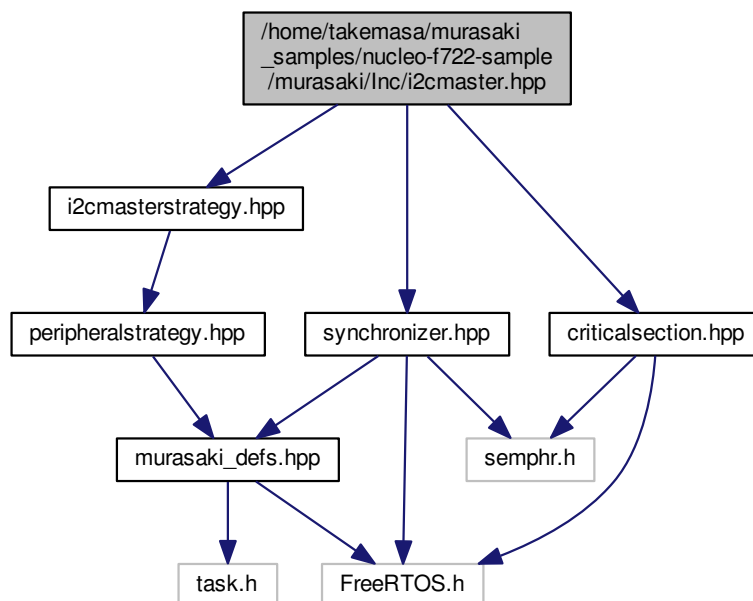 /home/takemasa/murasaki
_samples/nucleo-f722-sample
/murasaki/Inc/i2cmaster.hpp
i2cmasterstrategy.hpp
peripheralstrategy.hpp
synchronizer.hpp
criticalsection.hpp
murasaki_defs.hpp
semphr.h
task.h
FreeRTOS.h